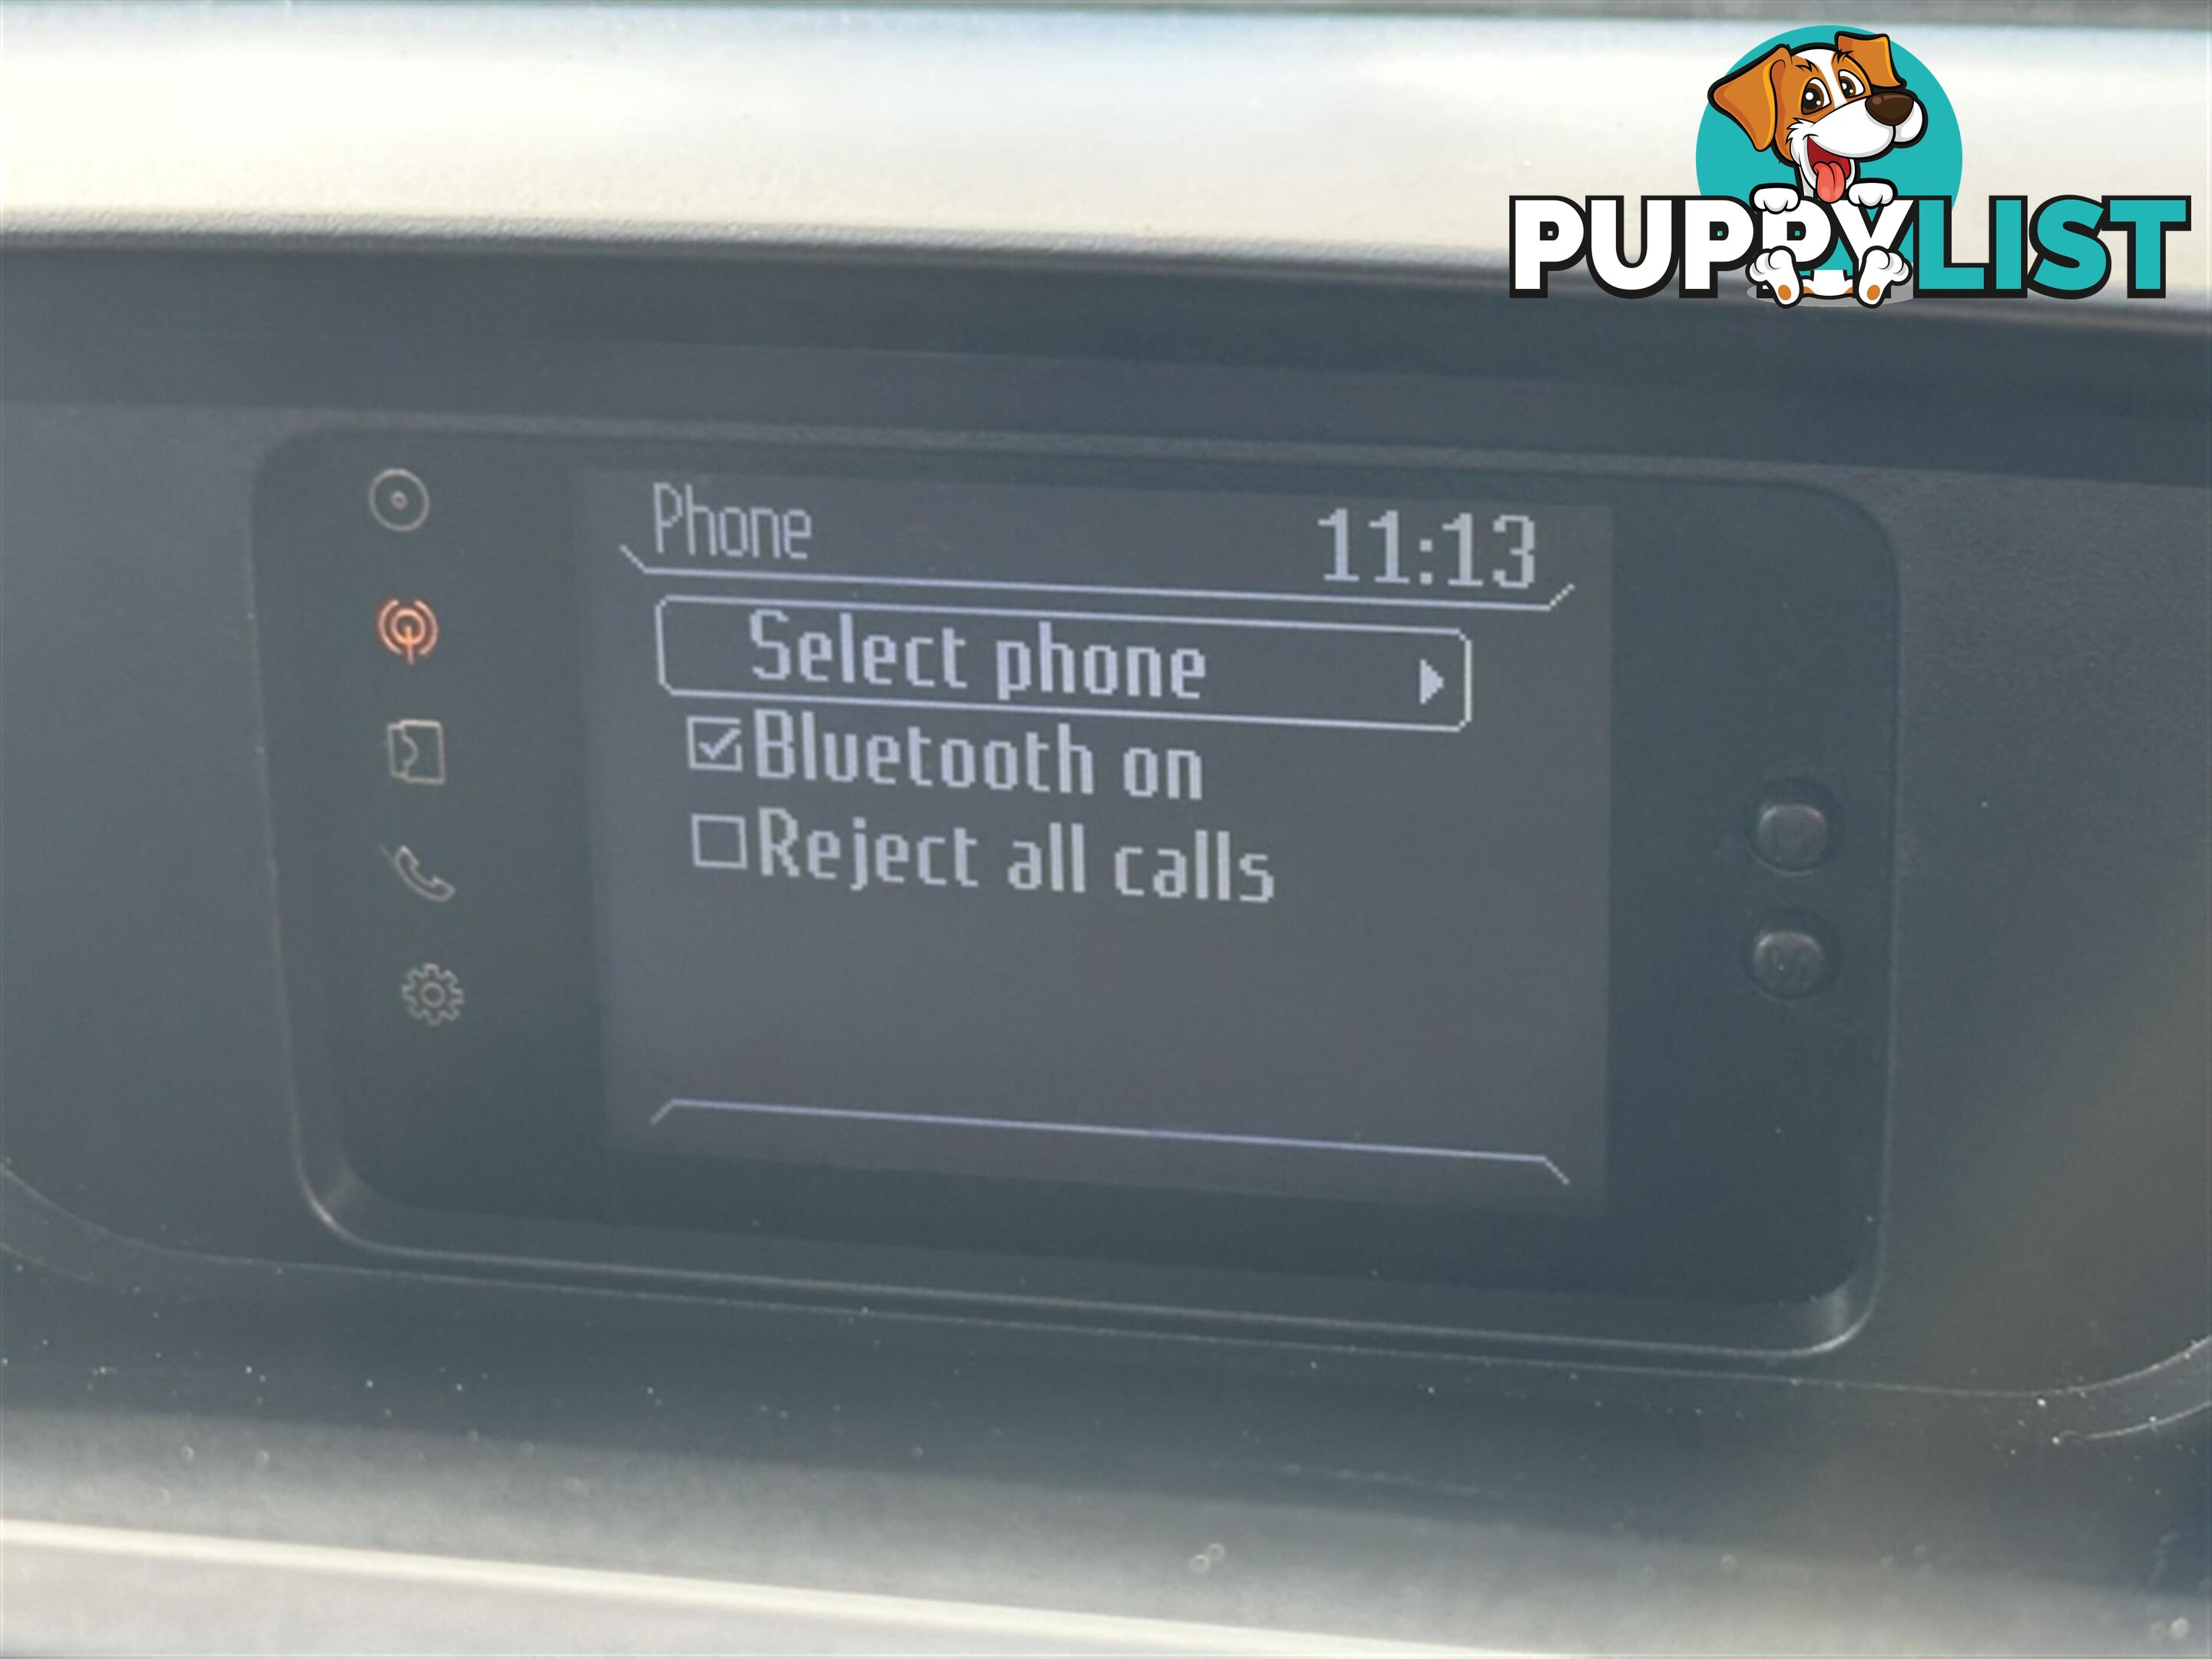 PUPPYLIST
Phone 11:13
Select phone
Bluetooth on
Reject all calls